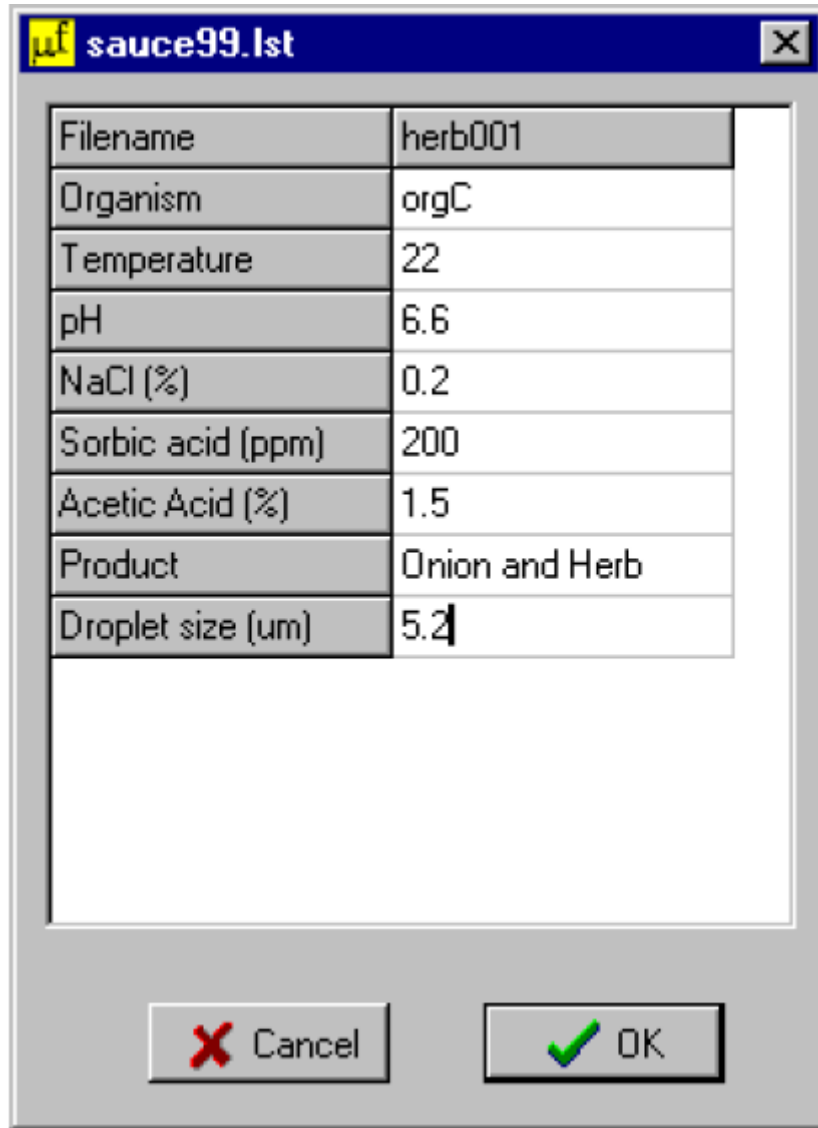 µf sauce99.lst
Filename herb001
Organism orgC
Temperature 22
pH 6.6
NaCl (%) 0.2
Sorbic acid (ppm) 200
Acetic Acid (%) 1.5
Product Onion and Herb
Droplet size (um) 5.2
Cancel OK